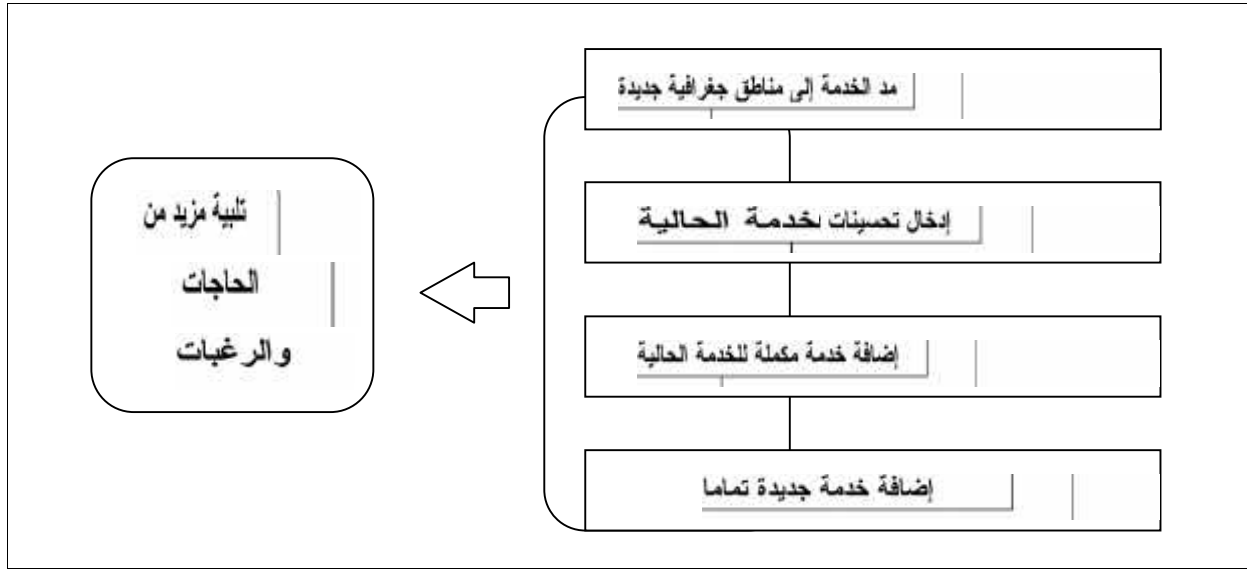 مد الخدمة إلى مناطق جغرافية جديدة
إدخال تحسينات بخدمة الحالية
إضافة خدمة مكملة للخدمة الحالية
إضافة خدمة جديدة تماما
تلبية مزيد من
الحاجات
والرغبات